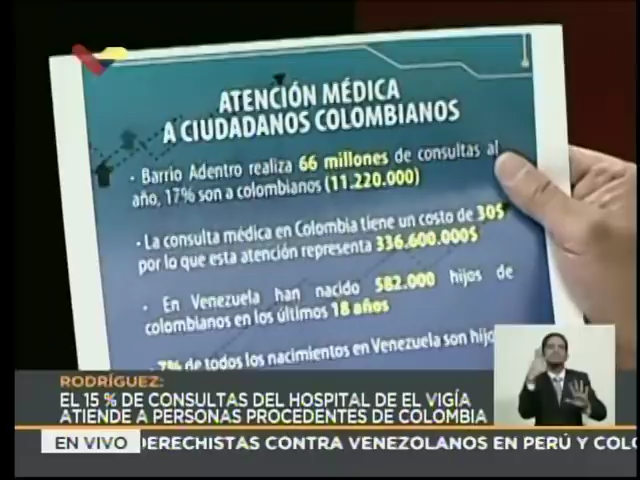 ATENCIÓN MÉDICA
A CIUDADANOS COLOMBIANOS
· Barrio Adentro realiza 66 millones de consultas al
año, 17% son a colombianos (11.220.000)
· La consulta médica en Colombia tiene un costo de 30$
por lo que esta atención representa 336.600.000$
· En Venezuela han nacido 582.000 hijos de
colombianos en los últimos 18 años
· 7% de todos los nacimientos en Venezuela son
RODRÍGUEZ:
EL 15 % DE CONSULTAS DEL HOSPITAL DE EL VIGÍA
ATIENDE A PERSONAS PROCEDENTES DE COLOMBIA
EN VIVO DERECHISTAS CONTRA VENEZOLANOS EN PERÚ Y